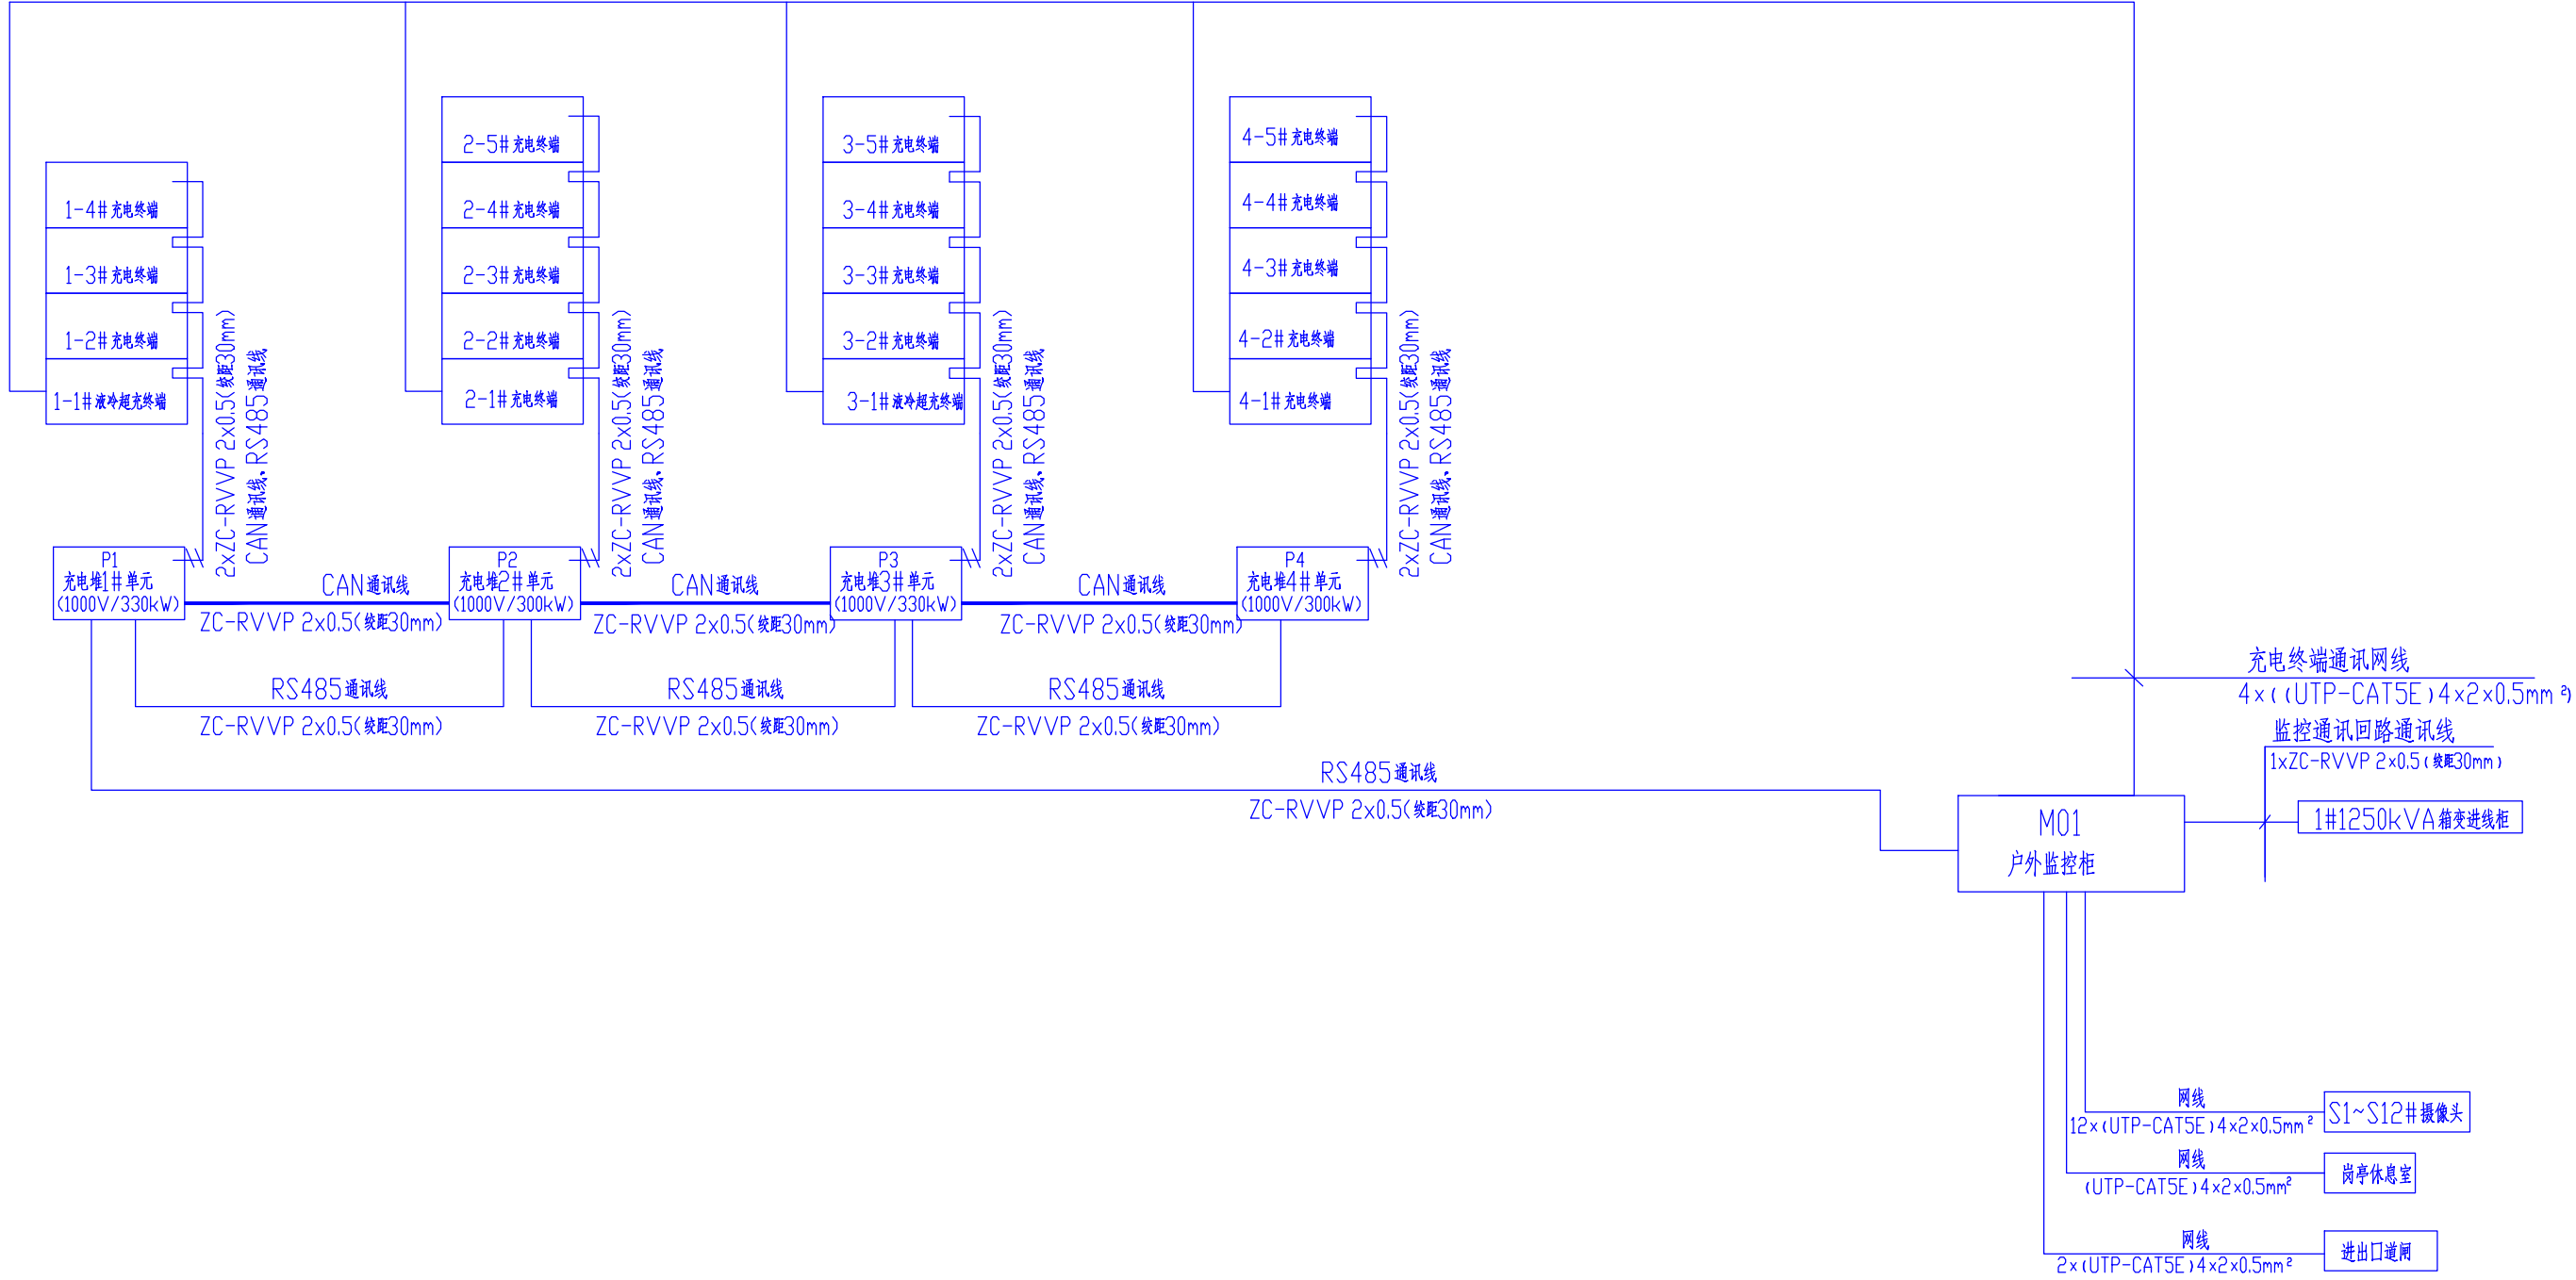 1-4#充电终端
1-3#充电终端
1-2#充电终端
1-1#液冷超充终端
2xZC-RVVP 2x0.5(绞距30mm)
CAN通讯线、RS485通讯线
2-5#充电终端
2-4#充电终端
2-3#充电终端
2-2#充电终端
2-1#充电终端
2xZC-RVVP 2x0.5(绞距30mm)
CAN通讯线、RS485通讯线
3-5#充电终端
3-4#充电终端
3-3#充电终端
3-2#充电终端
3-1#液冷超充终端
2xZC-RVVP 2x0.5(绞距30mm)
CAN通讯线、RS485通讯线
4-5#充电终端
4-4#充电终端
4-3#充电终端
4-2#充电终端
4-1#充电终端
2xZC-RVVP 2x0.5(绞距30mm)
CAN通讯线、RS485通讯线
P1
充电堆1#单元
(1000V/330kW)
CAN通讯线
ZC-RVVP 2x0.5(绞距30mm)
P2
充电堆2#单元
(1000V/300kW)
CAN通讯线
ZC-RVVP 2x0.5(绞距30mm)
P3
充电堆3#单元
(1000V/330kW)
CAN通讯线
ZC-RVVP 2x0.5(绞距30mm)
P4
充电堆4#单元
(1000V/300kW)
RS485通讯线
ZC-RVVP 2x0.5(绞距30mm)
RS485通讯线
ZC-RVVP 2x0.5(绞距30mm)
RS485通讯线
ZC-RVVP 2x0.5(绞距30mm)
RS485通讯线
ZC-RVVP 2x0.5(绞距30mm)
充电终端通讯网线
4×((UTP-CAT5E)4×2×0.5mm²)
监控通讯回路通讯线
1xZC-RVVP 2×0.5(绞距30mm)
M01
户外监控柜
1#1250kVA箱变进线柜
网线
12×(UTP-CAT5E)4×2×0.5mm²
S1~S12#摄像头
网线
(UTP-CAT5E)4×2×0.5mm²
岗亭休息室
网线
2×(UTP-CAT5E)4×2×0.5mm²
进出口道闸